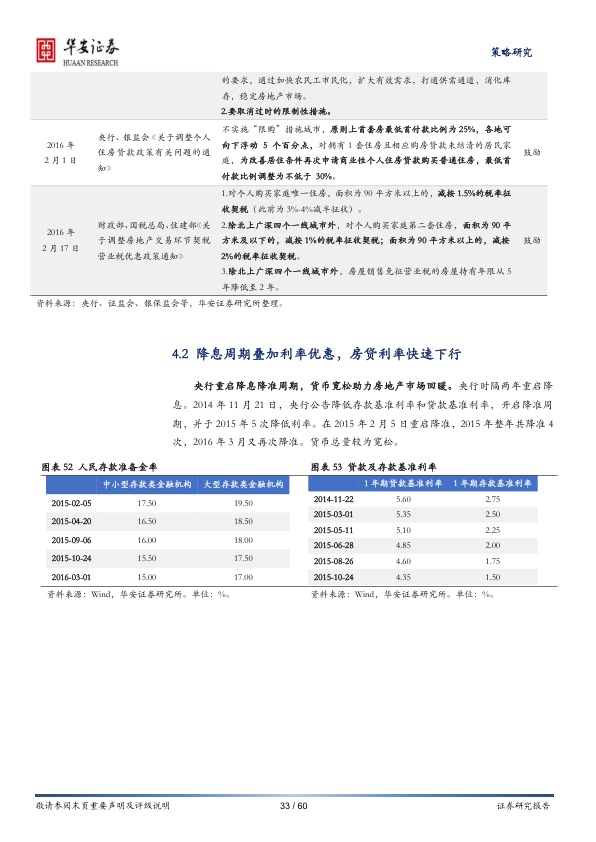 华安证券
HUAAN RESEARCH
策略研究
的要求，通过加快农民工市民化，扩大有效需求，打通供需通道，消化库
存，稳定房地产市场。
2.要取消过时的限制性措施。
2016 年
2 月 1 日
央行、银监会《关于调整个人
住房贷款政策有关问题的通
知》
不实施“限购”措施城市，原则上首套房最低首付款比例为 25%，各地可
向下浮动 5 个百分点，对拥有 1 套住房且相应购房贷款未结清的居民家
庭，为改善居住条件再次申请商业性个人住房贷款购买普通住房，最低首
付款比例调整为不低于 30%。
鼓励
2016 年
2 月 17 日
财政部、国税总局、住建部《关
于调整房地产交易环节契税
营业税优惠政策通知》
1.对个人购买家庭唯一住房，面积为 90 平方米以上的，减按 1.5%的税率征
收契税（此前为 3%-4%减半征收）。
2.除北上广深四个一线城市外，对个人购买家庭第二套住房，面积为 90 平
方米及以下的，减按 1%的税率征收契税；面积为 90 平方米以上的，减按
2%的税率征收契税。
3.除北上广深四个一线城市外，房屋销售免征营业税的房屋持有年限从 5
年降低至 2 年。
鼓励
资料来源：央行、证监会、银保监会等，华安证券研究所整理。
4.2 降息周期叠加利率优惠，房贷利率快速下行
央行重启降息降准周期，货币宽松助力房地产市场回暖。央行时隔两年重启降
息。2014 年 11 月 21 日，央行公告降低存款基准利率和贷款基准利率，开启降准周
期，并于 2015 年 5 次降低利率。在 2015 年 2 月 5 日重启降准，2015 年整年共降准 4
次，2016 年 3 月又再次降准。货币总量较为宽松。
图表 52 人民存款准备金率
中小型存款类金融机构 大型存款类金融机构
2015-02-05 17.50 19.50
2015-04-20 16.50 18.50
2015-09-06 16.00 18.00
2015-10-24 15.50 17.50
2016-03-01 15.00 17.00
资料来源：Wind，华安证券研究所。单位：%。
图表 53 贷款及存款基准利率
1 年期贷款基准利率 1 年期存款基准利率
2014-11-22 5.60 2.75
2015-03-01 5.35 2.50
2015-05-11 5.10 2.25
2015-06-28 4.85 2.00
2015-08-26 4.60 1.75
2015-10-24 4.35 1.50
资料来源：Wind，华安证券研究所。单位：%。
敬请参阅末页重要声明及评级说明
33 / 60
证券研究报告